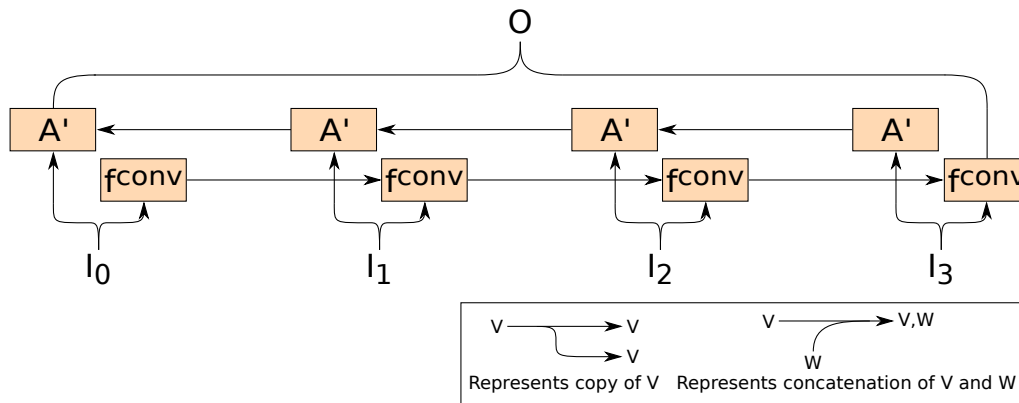 O
A' A' A' A'
fconv fconv fconv fconv
I0 I1 I2 I3
V V V V,W
V W
Represents copy of V Represents concatenation of V and W